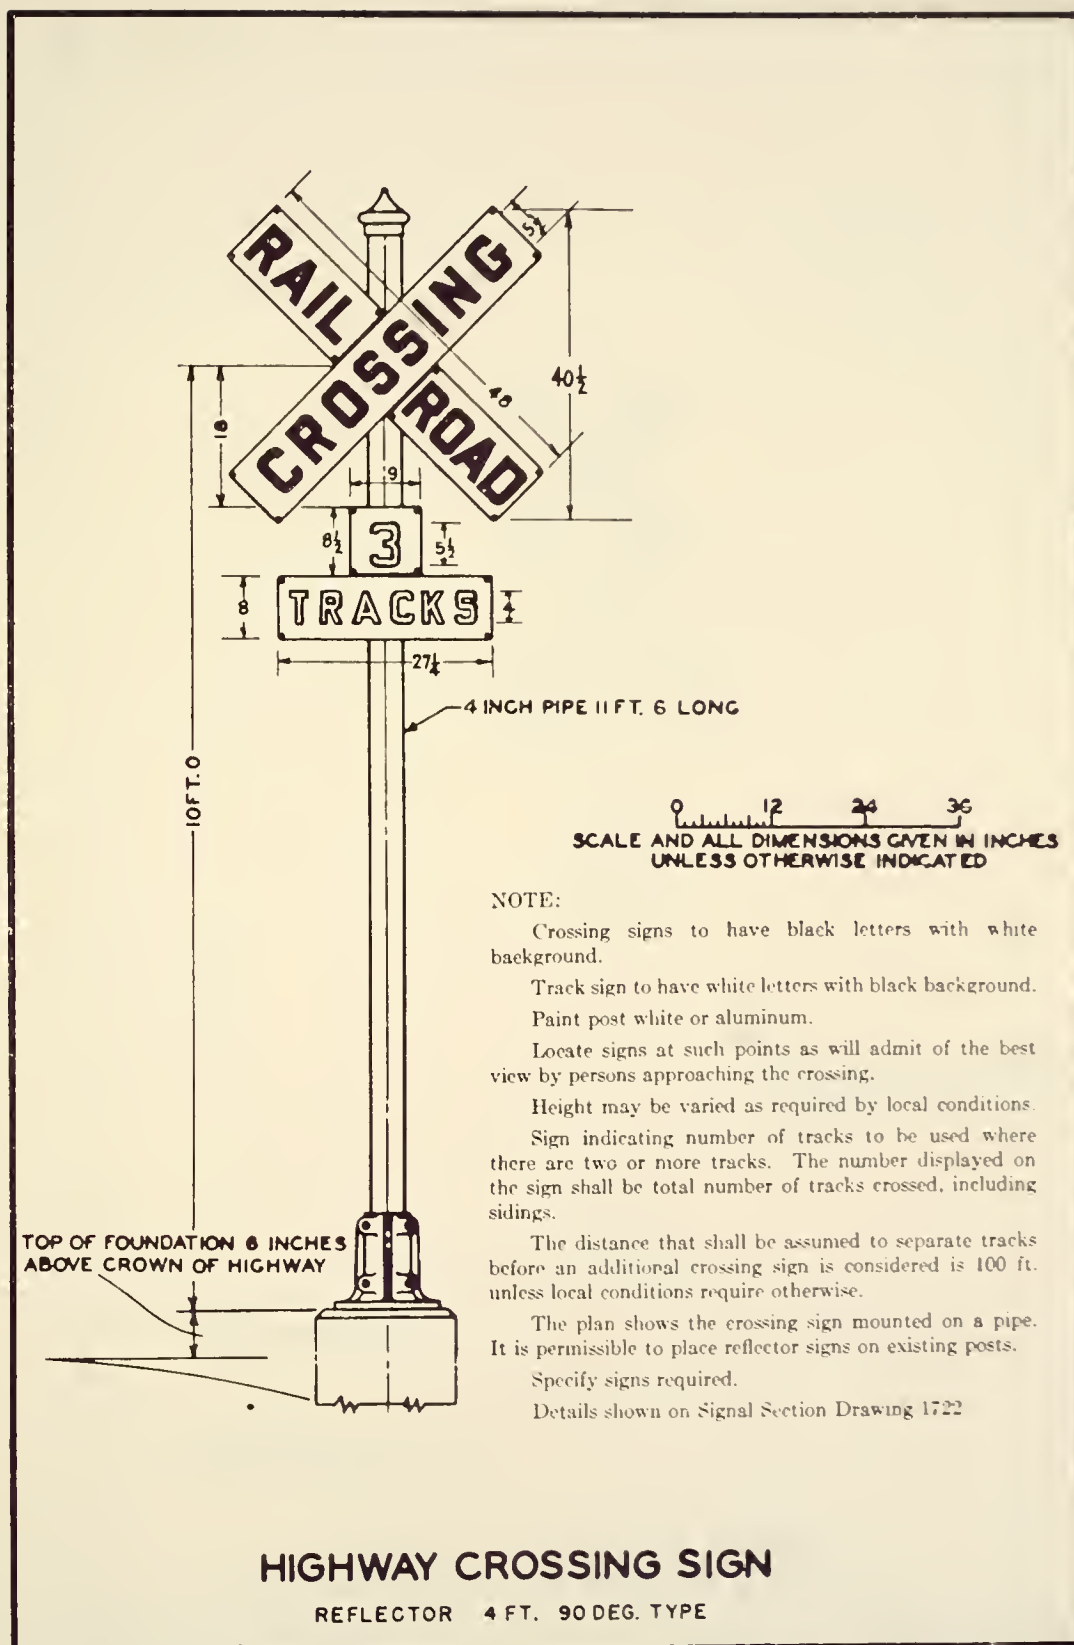 RAIL
CROSSING
ROAD
5½
40½
48
18
9
8½
3
5½
8
TRACKS
4
27¼
4 INCH PIPE 11 FT. 6 LONG
10 FT. 0
0 12 24 36
SCALE AND ALL DIMENSIONS GIVEN IN INCHES
UNLESS OTHERWISE INDICATED
NOTE:
Crossing signs to have black letters with white
background.
Track sign to have white letters with black background.
Paint post white or aluminum.
Locate signs at such points as will admit of the best
view by persons approaching the crossing.
Height may be varied as required by local conditions.
Sign indicating number of tracks to be used where
there are two or more tracks. The number displayed on
the sign shall be total number of tracks crossed, including
sidings.
TOP OF FOUNDATION 6 INCHES
ABOVE CROWN OF HIGHWAY
The distance that shall be assumed to separate tracks
before an additional crossing sign is considered is 100 ft.
unless local conditions require otherwise.
The plan shows the crossing sign mounted on a pipe.
It is permissible to place reflector signs on existing posts.
Specify signs required.
Details shown on Signal Section Drawing 1722
HIGHWAY CROSSING SIGN
REFLECTOR 4 FT. 90 DEG. TYPE